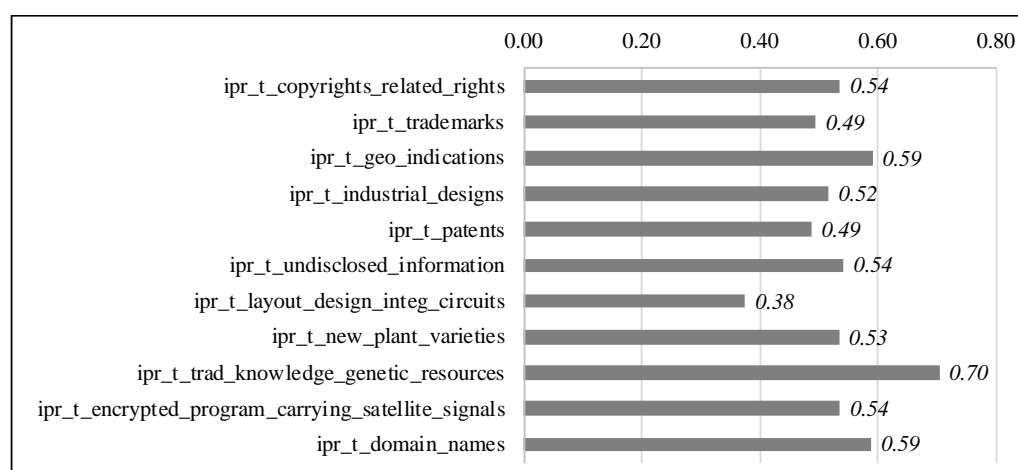 0.00 0.20 0.40 0.60 0.80
ipr_t_copyrights_related_rights 0.54
ipr_t_trademarks 0.49
ipr_t_geo_indications 0.59
ipr_t_industrial_designs 0.52
ipr_t_patents 0.49
ipr_t_undisclosed_information 0.54
ipr_t_layout_design_integ_circuits 0.38
ipr_t_new_plant_varieties 0.53
ipr_t_trad_knowledge_genetic_resources 0.70
ipr_t_encrypted_program_carrying_satellite_signals 0.54
ipr_t_domain_names 0.59